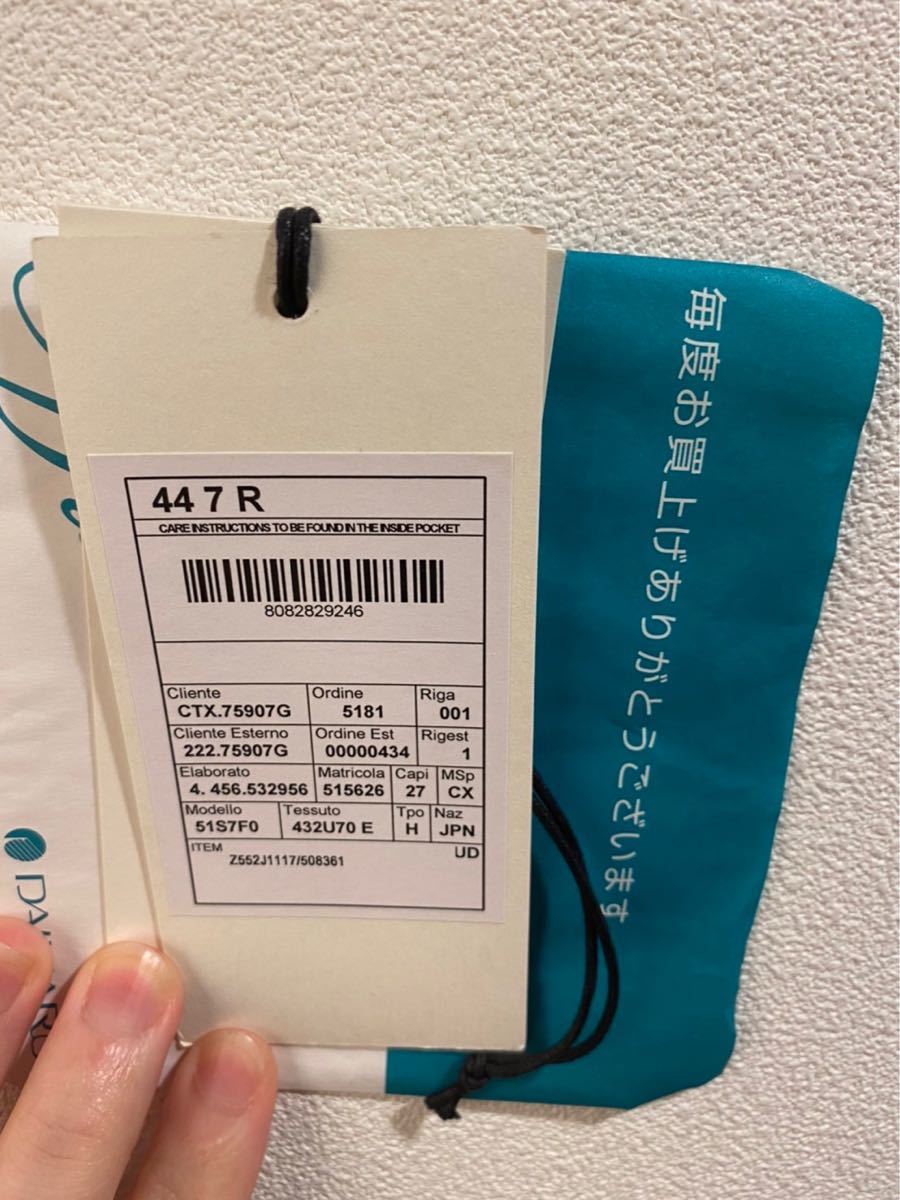 44 7 R
CARE INSTRUCTIONS TO BE FOUND IN THE INSIDE POCKET
8082829246
Cliente Ordine Riga
CTX.75907G 5181 001
Cliente Esterno Ordine Est Rigest
222.75907G 00000434 1
Elaborato Matricola Capi MSp
4. 456.532956 515626 27 CX
Modello Tessuto Tpo Naz
51S7F0 432U70 E H JPN
ITEM UD
Z552J1117/508361
毎度お買上げありがとうございます